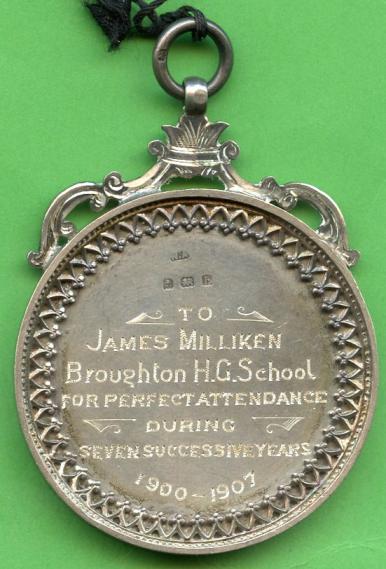 TO
JAMES MILLIKEN
Broughton H.G. School
FOR PERFECT ATTENDANCE
DURING
SEVEN SUCCESSIVE YEARS
1900-1907